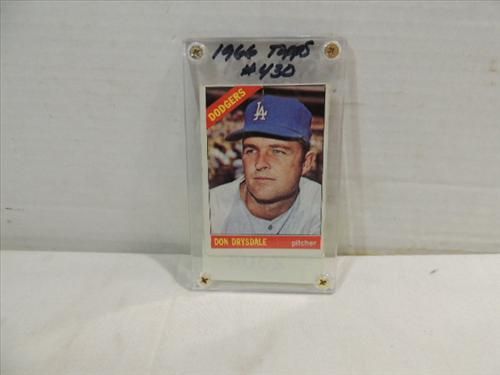 1966 TOPPS
#430
DODGERS
LA
DON DRYSDALE pitcher